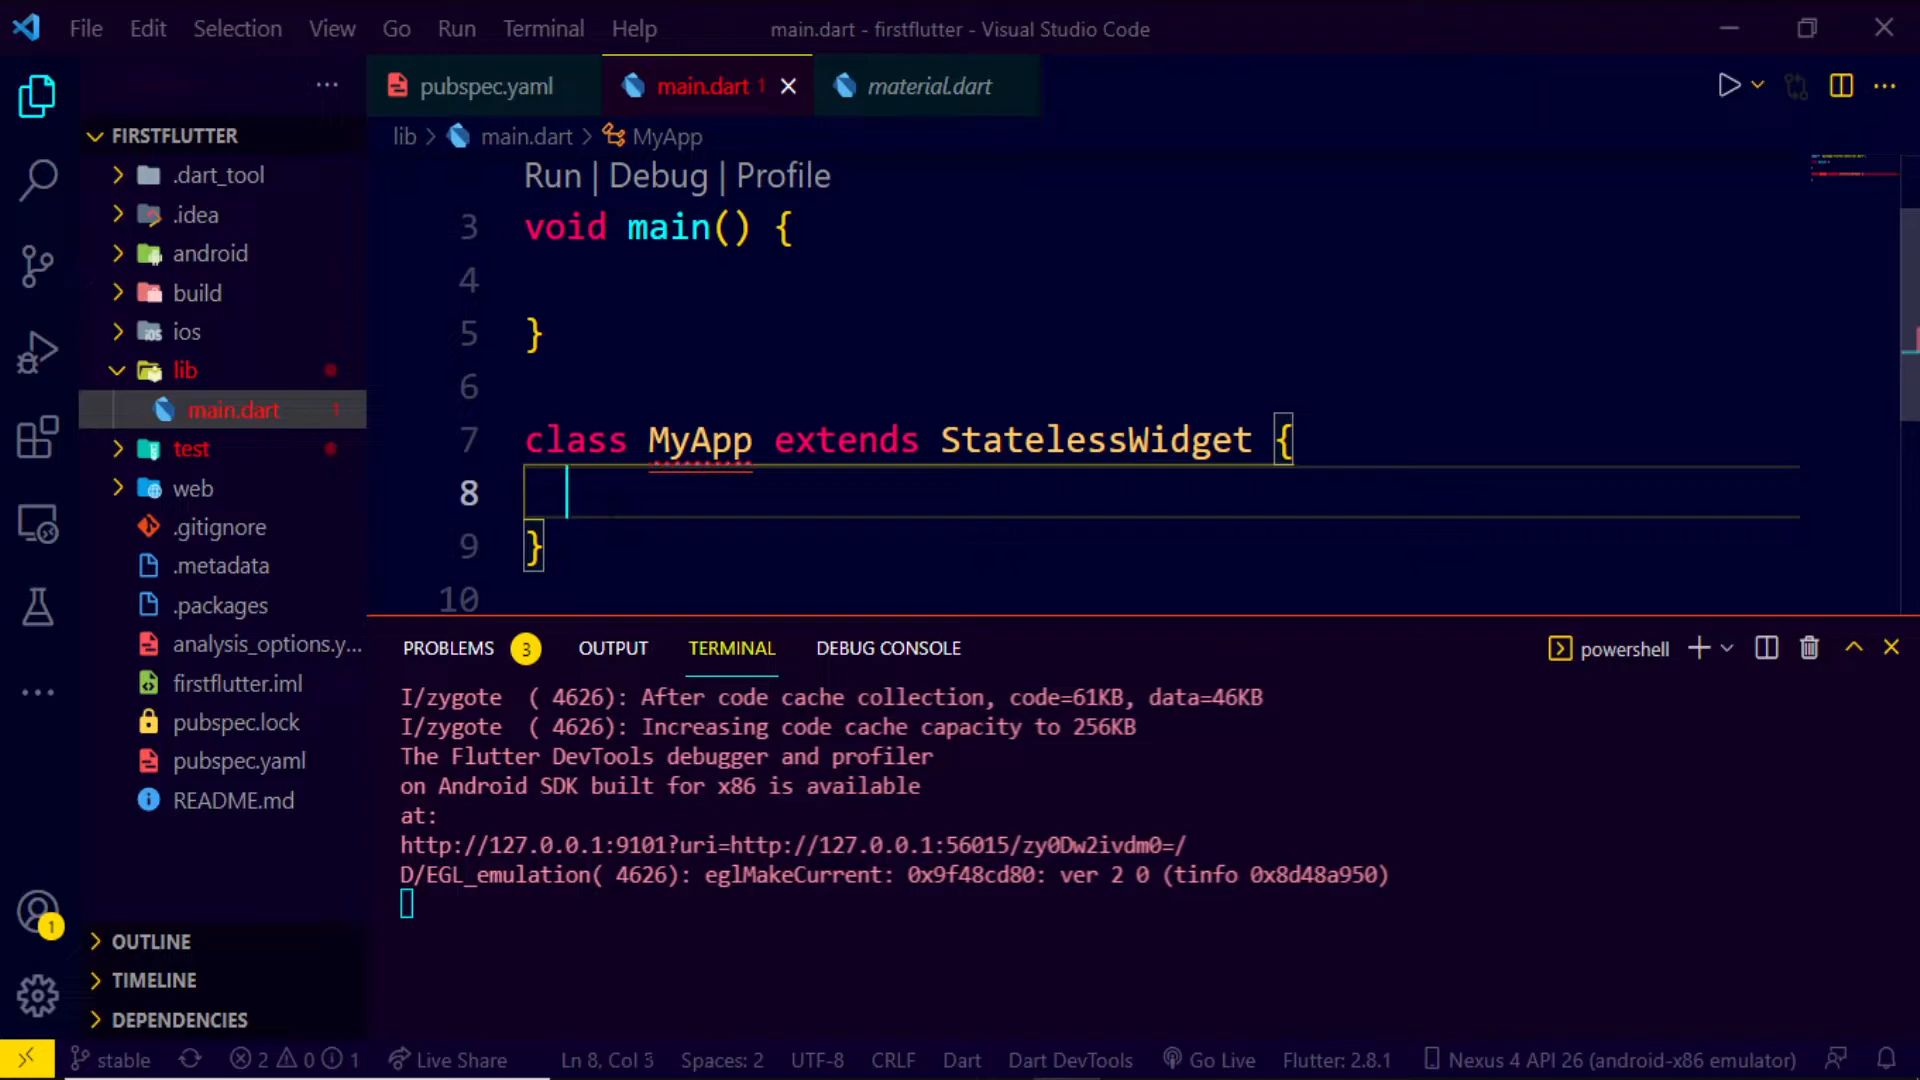 File Edit Selection View Go Run Terminal Help
main.dart - firstflutter - Visual Studio Code
pubspec.yaml
main.dart 1
material.dart
lib > main.dart > MyApp
FIRSTFLUTTER
.dart_tool
.idea
android
build
ios
lib
main.dart 1
test
web
.gitignore
.metadata
.packages
analysis_options.y...
firstflutter.iml
pubspec.lock
pubspec.yaml
README.md
OUTLINE
TIMELINE
DEPENDENCIES
1
Run | Debug | Profile
3 void main() {
4
5 }
6
7 class MyApp extends StatelessWidget {
8
9 }
10
PROBLEMS 3 OUTPUT TERMINAL DEBUG CONSOLE
powershell
I/zygote  ( 4626): After code cache collection, code=61KB, data=46KB
I/zygote  ( 4626): Increasing code cache capacity to 256KB
The Flutter DevTools debugger and profiler
on Android SDK built for x86 is available
at:
http://127.0.0.1:9101?uri=http://127.0.0.1:56015/zy0Dw2ivdm0=/
D/EGL_emulation( 4626): eglMakeCurrent: 0x9f48cd80: ver 2 0 (tinfo 0x8d48a950)
stable 2 0 1 Live Share Ln 8, Col 3 Spaces: 2 UTF-8 CRLF Dart Dart DevTools Go Live Flutter: 2.8.1 Nexus 4 API 26 (android-x86 emulator)